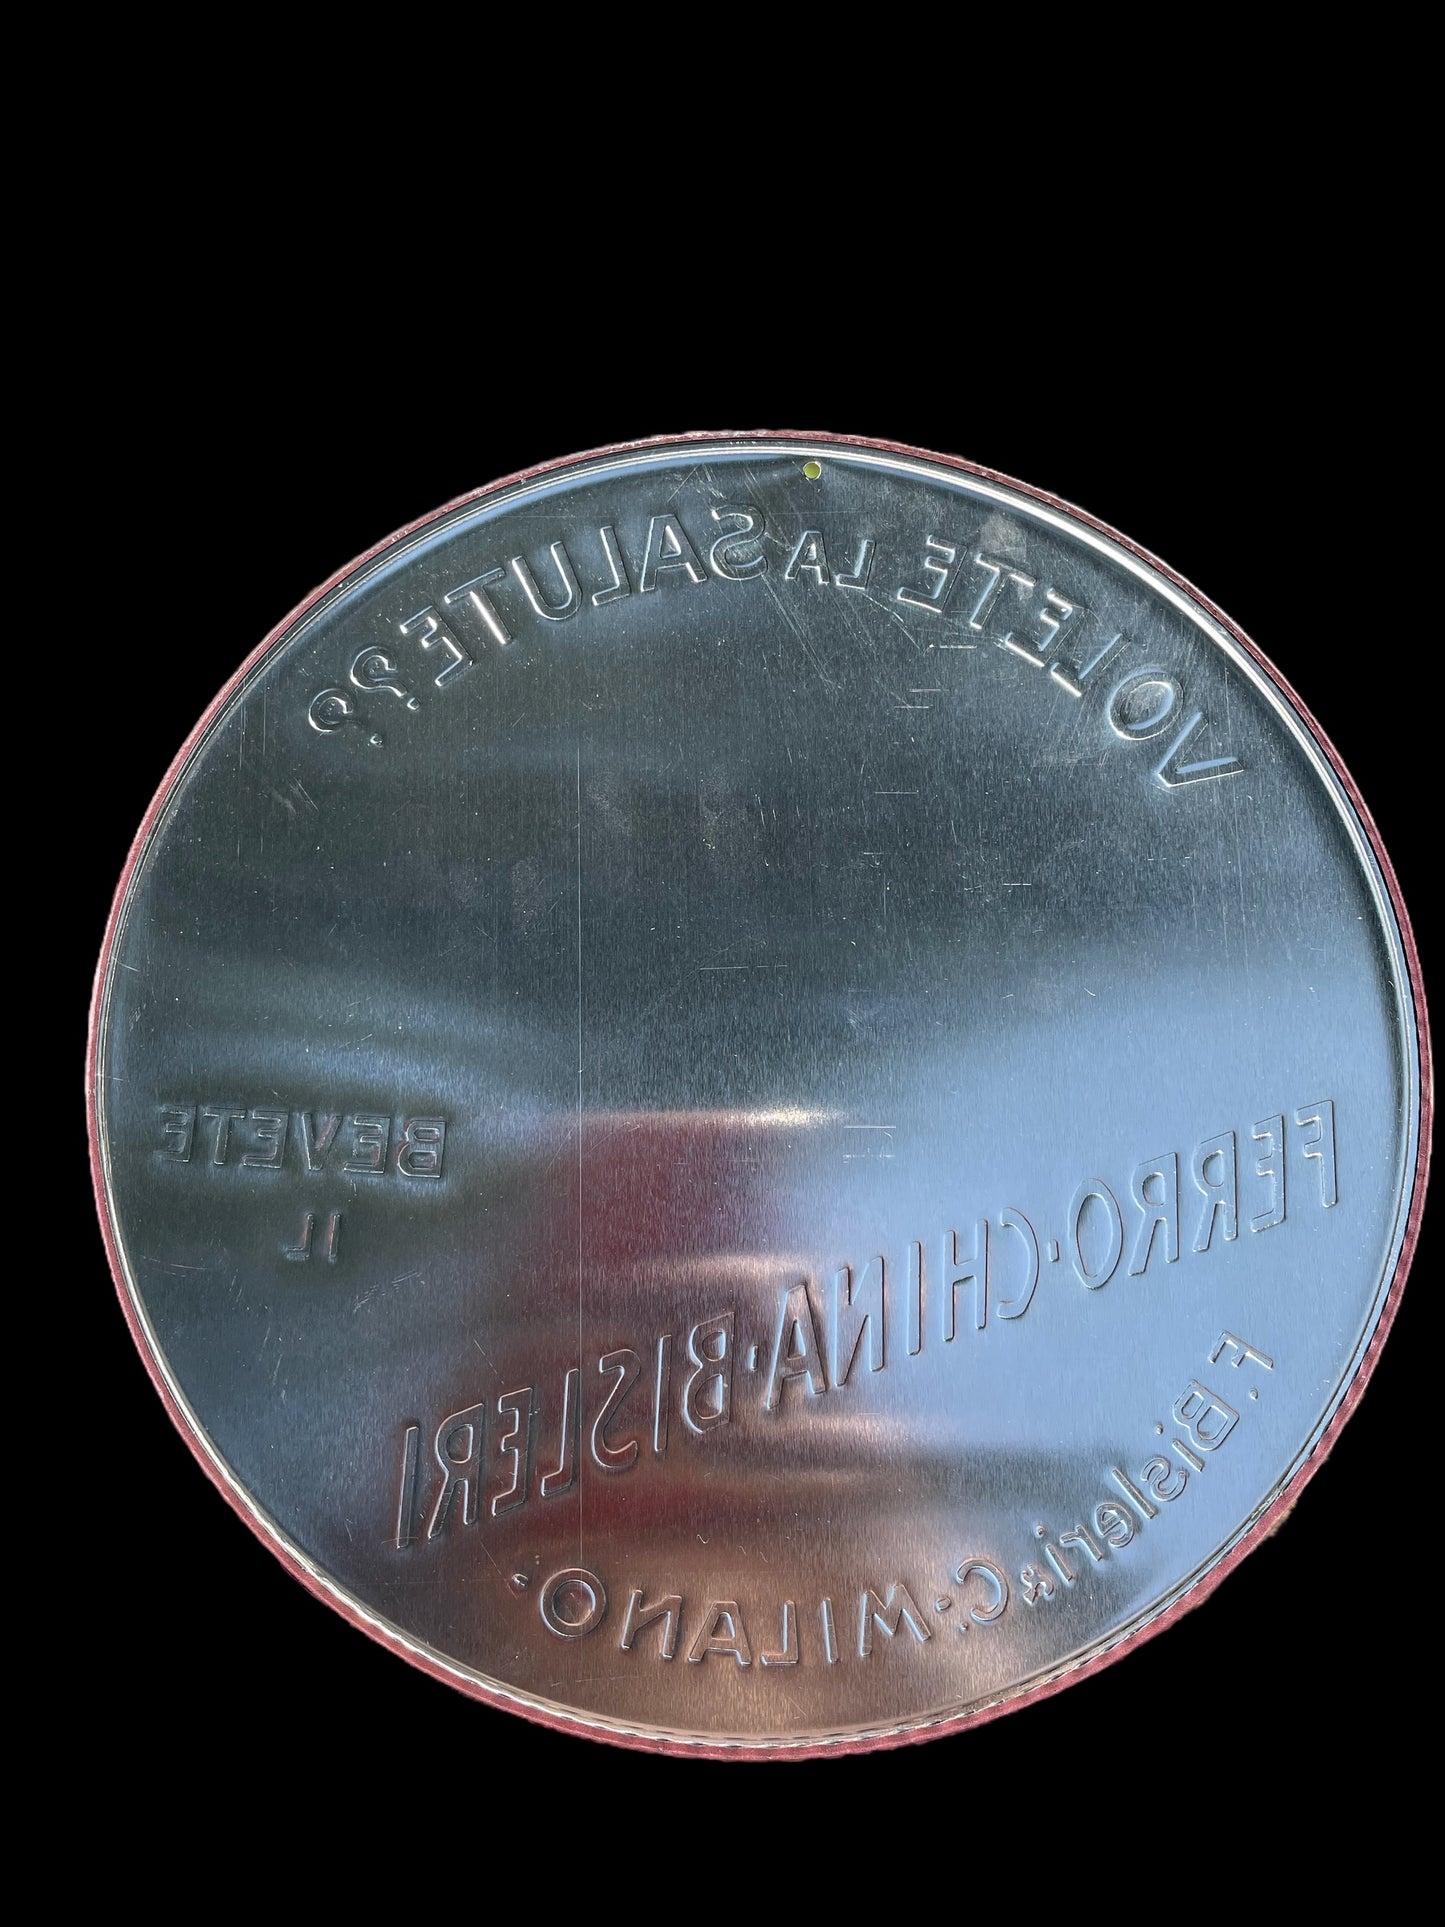 VOLETE LA SALUTE??
BEVETE
IL
FERRO·CHINA·BISLERI
F. Bisleri & C. · MILANO ·